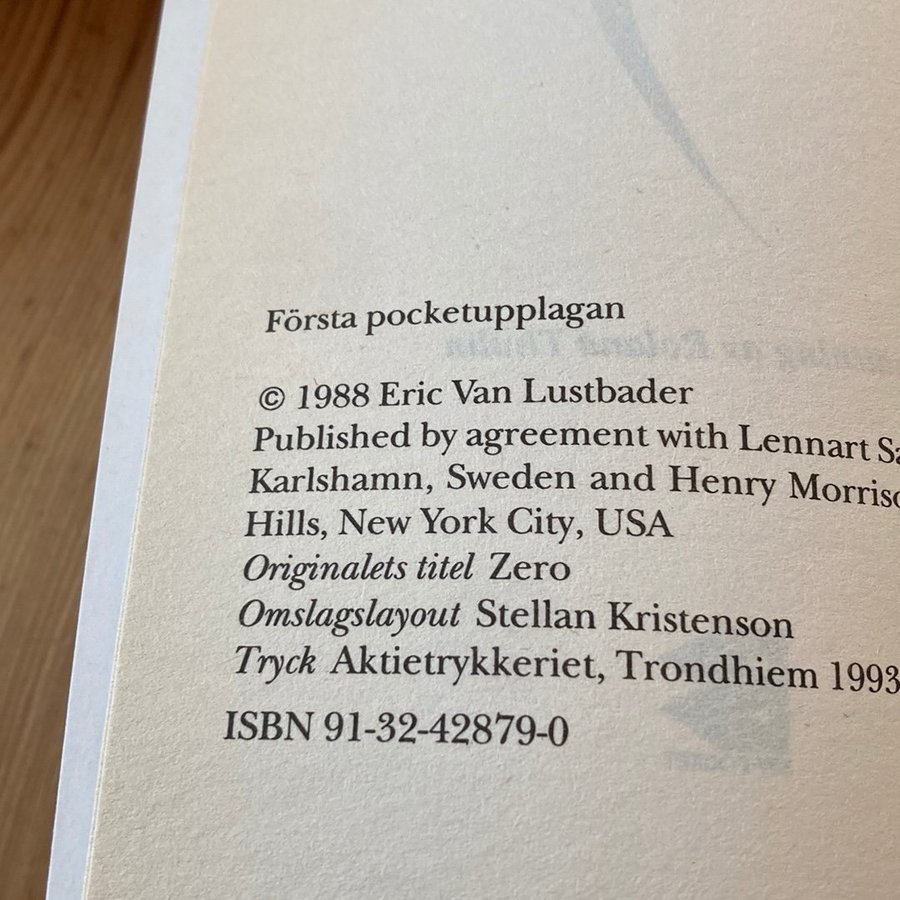 Första pocketupplagan
© 1988 Eric Van Lustbader
Published by agreement with Lennart
Karlshamn, Sweden and Henry
Hills, New York City, USA
Originalets titel Zero
Omslagslayout Stellan Kristenson
Tryck Aktietrykkeriet, Trondhiem 1993
ISBN 91-32-42879-0